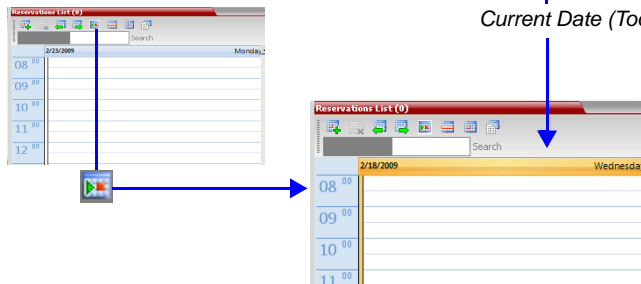 Reservations List (0)
Search
2/23/2009 Monday,
08 00
09 00
10 00
11 00
12 00
Current Date (Too
Reservations List (0)
Search
2/18/2009 Wednesda
08 00
09 00
10 00
11 00